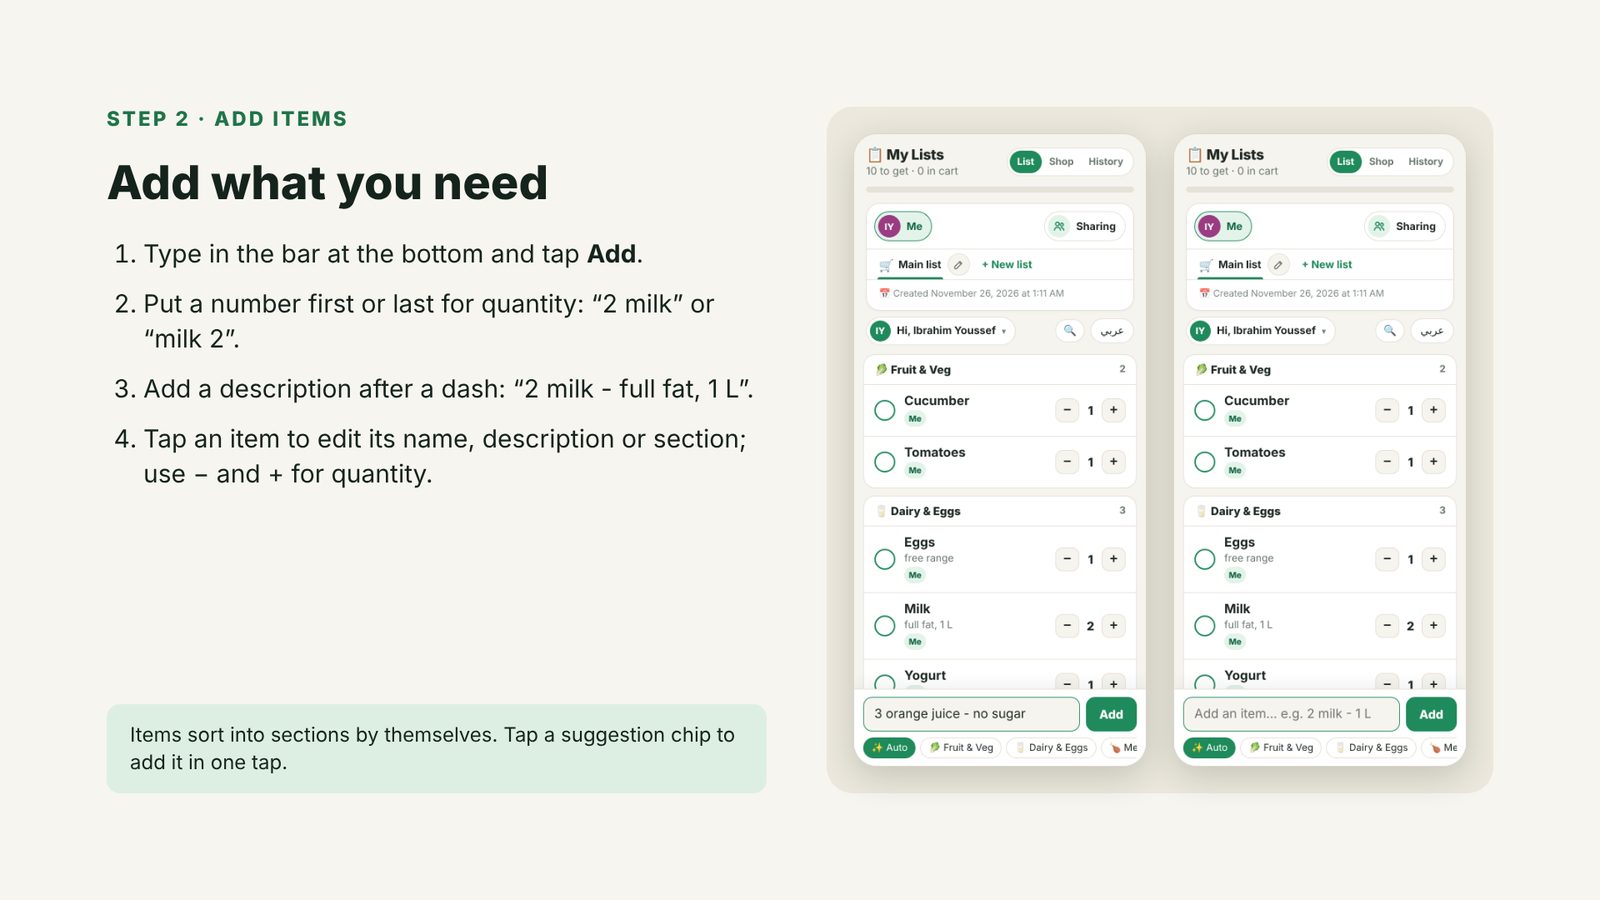 STEP 2 · ADD ITEMS
Add what you need
1. Type in the bar at the bottom and tap Add.
2. Put a number first or last for quantity: “2 milk” or
“milk 2”.
3. Add a description after a dash: “2 milk - full fat, 1 L”.
4. Tap an item to edit its name, description or section;
use − and + for quantity.
Items sort into sections by themselves. Tap a suggestion chip to
add it in one tap.
My Lists
10 to get · 0 in cart
List Shop History
IY Me Sharing
Main list + New list
Created November 26, 2026 at 1:11 AM
IY Hi, Ibrahim Youssef عربي
Fruit & Veg 2
Cucumber
Me
− 1 +
Tomatoes
Me
− 1 +
Dairy & Eggs 3
Eggs
free range
Me
− 1 +
Milk
full fat, 1 L
Me
− 2 +
Yogurt
− 1 +
3 orange juice - no sugar Add
Auto Fruit & Veg Dairy & Eggs Me
My Lists
10 to get · 0 in cart
List Shop History
IY Me Sharing
Main list + New list
Created November 26, 2026 at 1:11 AM
IY Hi, Ibrahim Youssef عربي
Fruit & Veg 2
Cucumber
Me
− 1 +
Tomatoes
Me
− 1 +
Dairy & Eggs 3
Eggs
free range
Me
− 1 +
Milk
full fat, 1 L
Me
− 2 +
Yogurt
− 1 +
Add an item... e.g. 2 milk - 1 L Add
Auto Fruit & Veg Dairy & Eggs Me